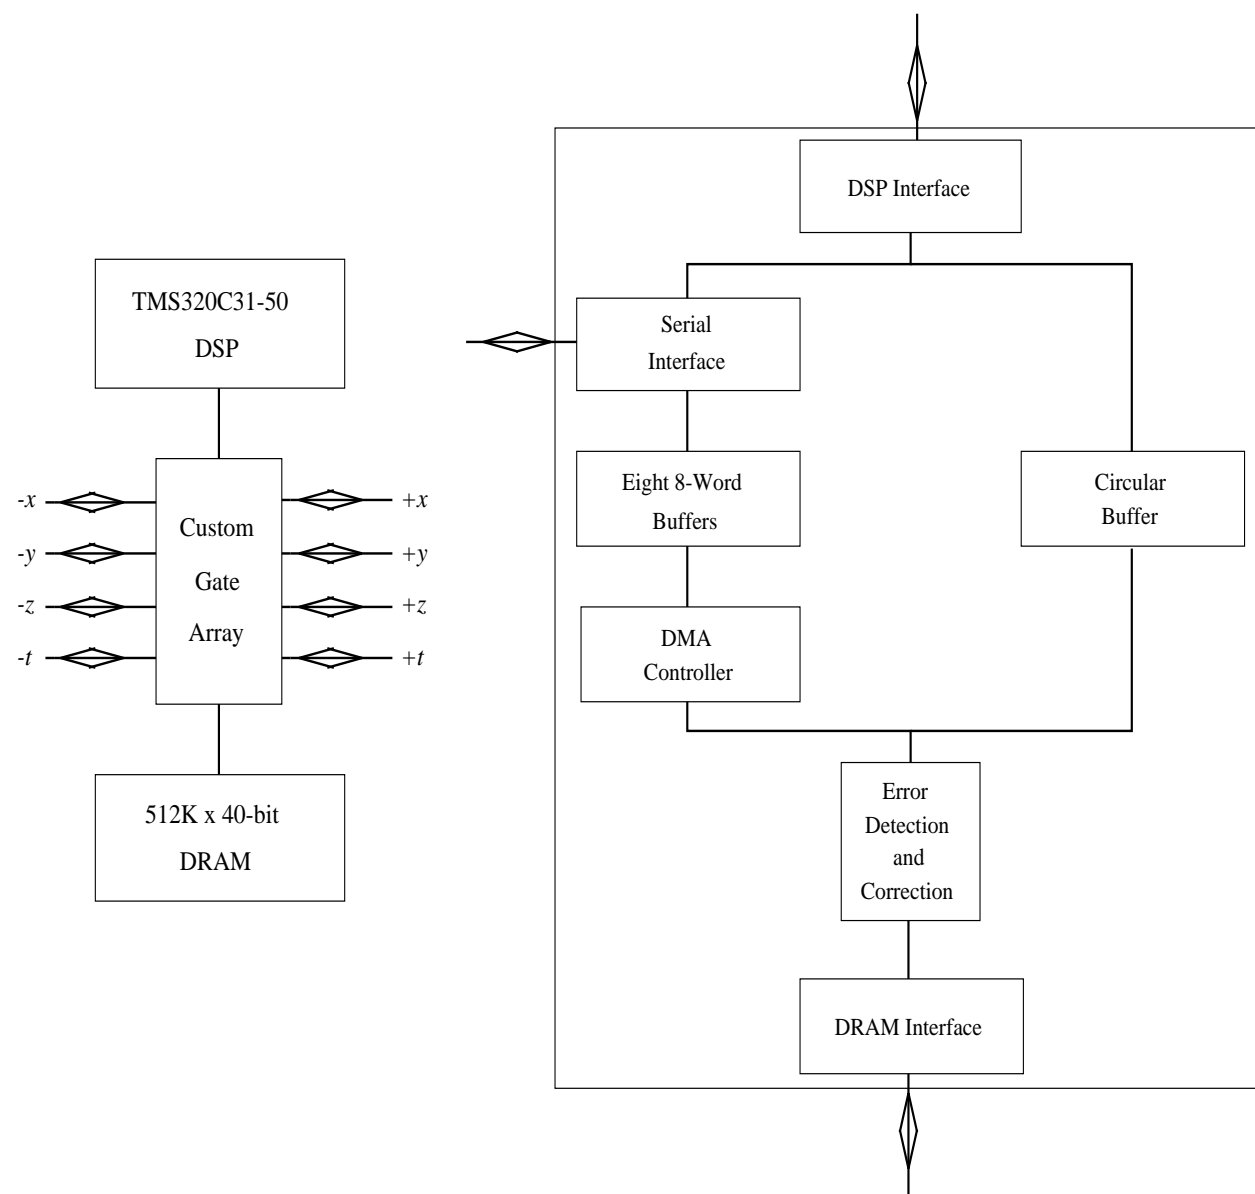 TMS320C31-50
DSP
-x
+x
Custom
-y
+y
Gate
-z
+z
Array
-t
+t
512K x 40-bit
DRAM
DSP Interface
Serial
Interface
Eight 8-Word
Buffers
Circular
Buffer
DMA
Controller
Error
Detection
and
Correction
DRAM Interface